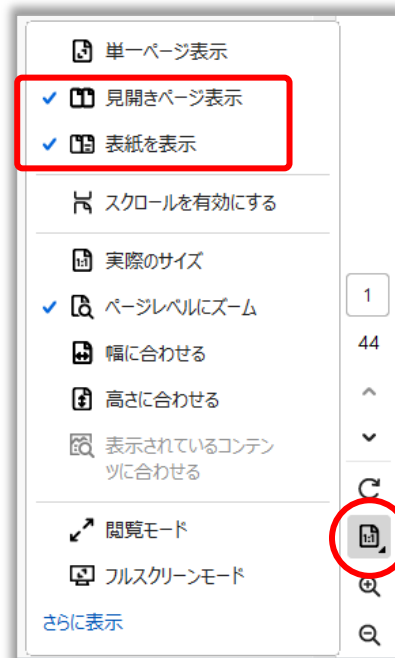 単一ページ表示
見開きページ表示
表紙を表示
スクロールを有効にする
実際のサイズ
ページレベルにズーム
幅に合わせる
高さに合わせる
表示されているコンテン
ツに合わせる
閲覧モード
フルスクリーンモード
さらに表示
1
44
1:1